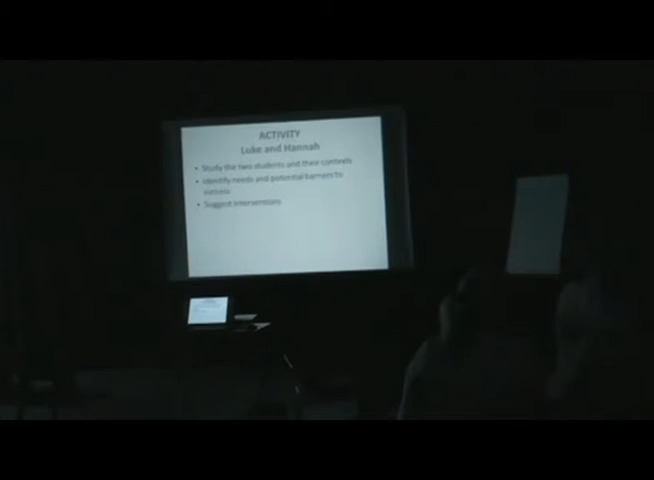 ACTIVITY
Luke and Hannah
• Study the two students and their contexts
• Identify needs and potential barriers to
success
• Suggest interventions